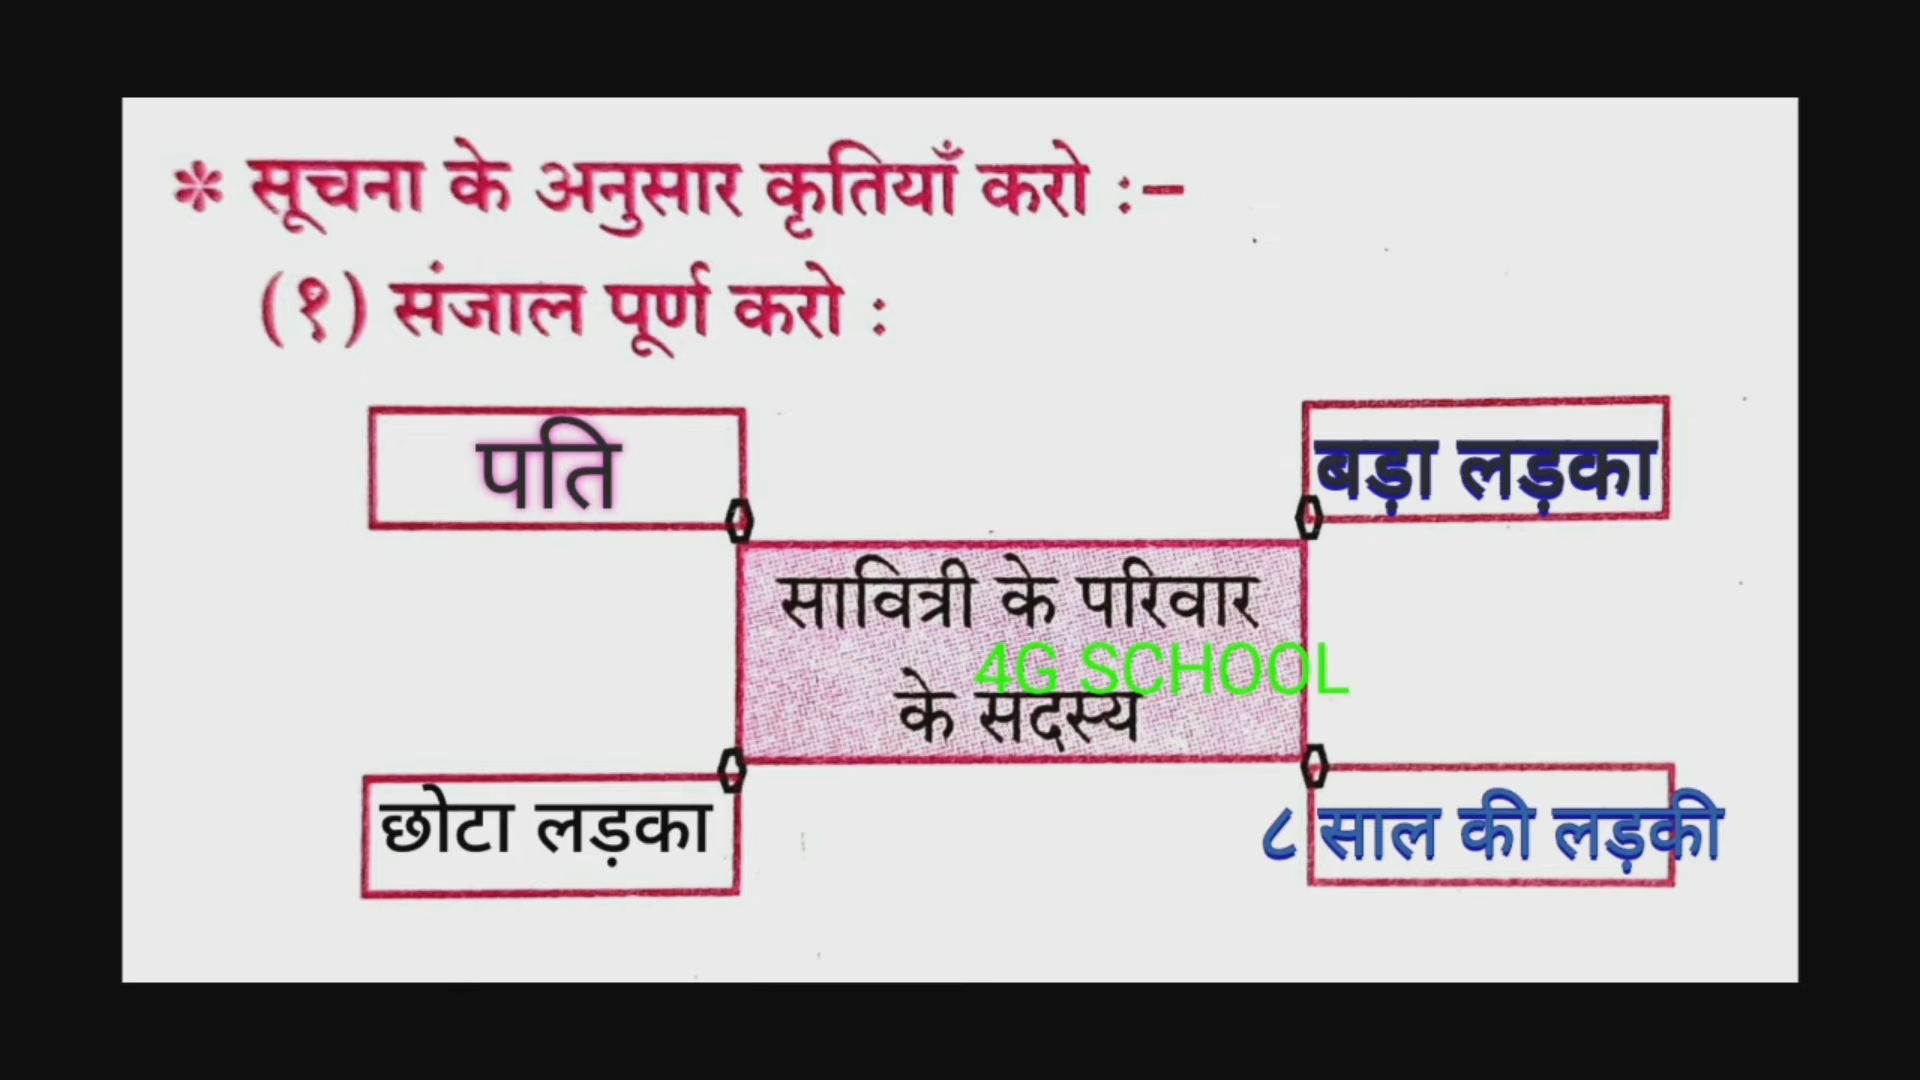 * सूचना के अनुसार कृतियाँ करो :–
(१) संजाल पूर्ण करो :
पति
बड़ा लड़का
सावित्री के परिवार
4G SCHOOL
के सदस्य
छोटा लड़का
८ साल की लड़की